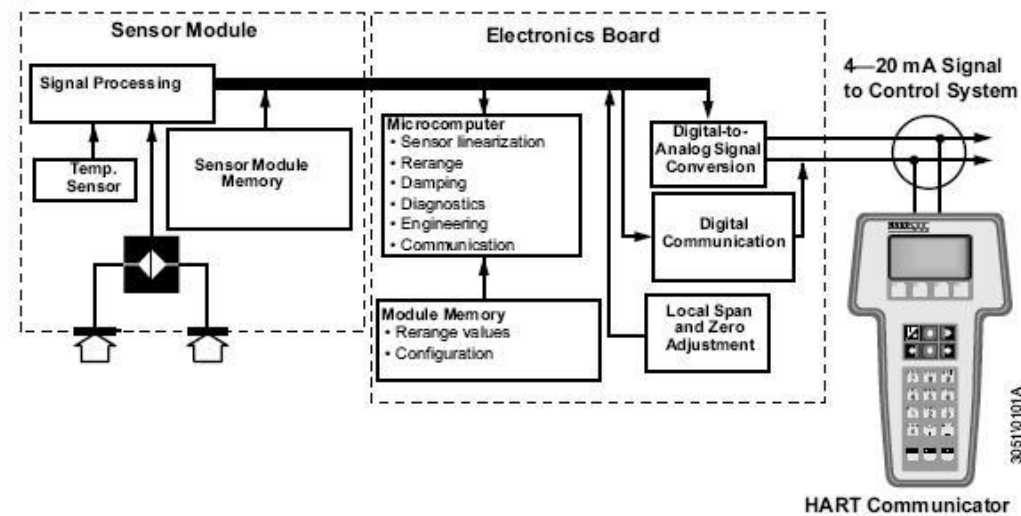 Sensor Module
Electronics Board
Signal Processing
Temp.
Sensor
Sensor Module
Memory
Microcomputer
• Sensor linearization
• Rerange
• Damping
• Diagnostics
• Engineering
• Communication
Module Memory
• Rerange values
• Configuration
Digital-to-
Analog Signal
Conversion
Digital
Communication
Local Span
and Zero
Adjustment
4—20 mA Signal
to Control System
HART Communicator
3051\0101A